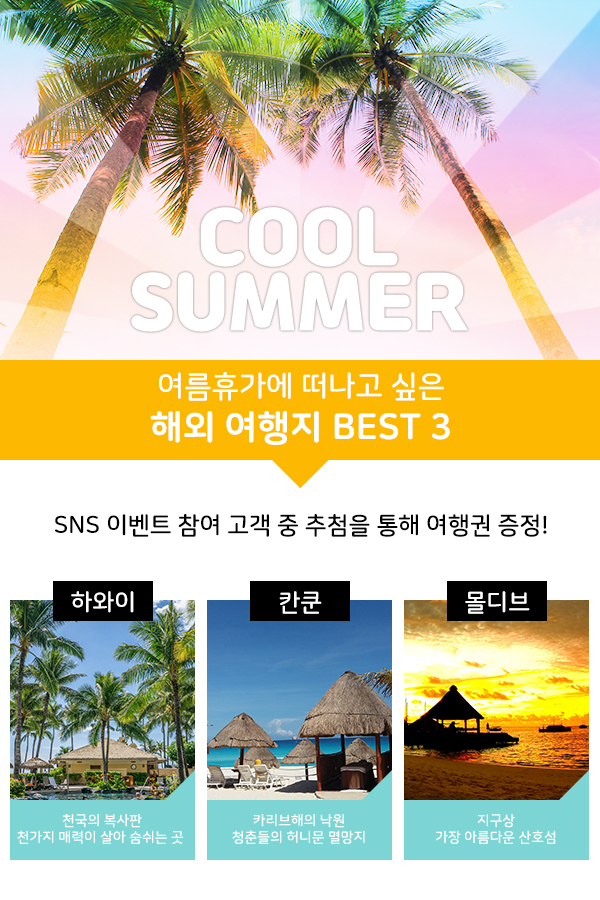 COOL
SUMMER
여름휴가에 떠나고 싶은
해외 여행지 BEST 3
SNS 이벤트 참여 고객 중 추첨을 통해 여행권 증정!
하와이
천국의 복사판
천가지 매력이 살아 숨쉬는 곳
칸쿤
카리브해의 낙원
청춘들의 허니문 열망지
몰디브
지구상
가장 아름다운 산호섬